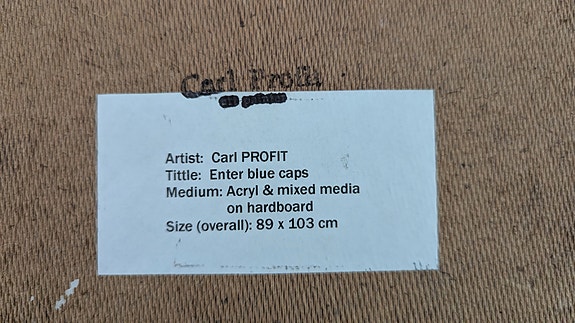 Carl Profit
Artist: Carl PROFIT
Tittle: Enter blue caps
Medium: Acryl & mixed media
on hardboard
Size (overall): 89 x 103 cm